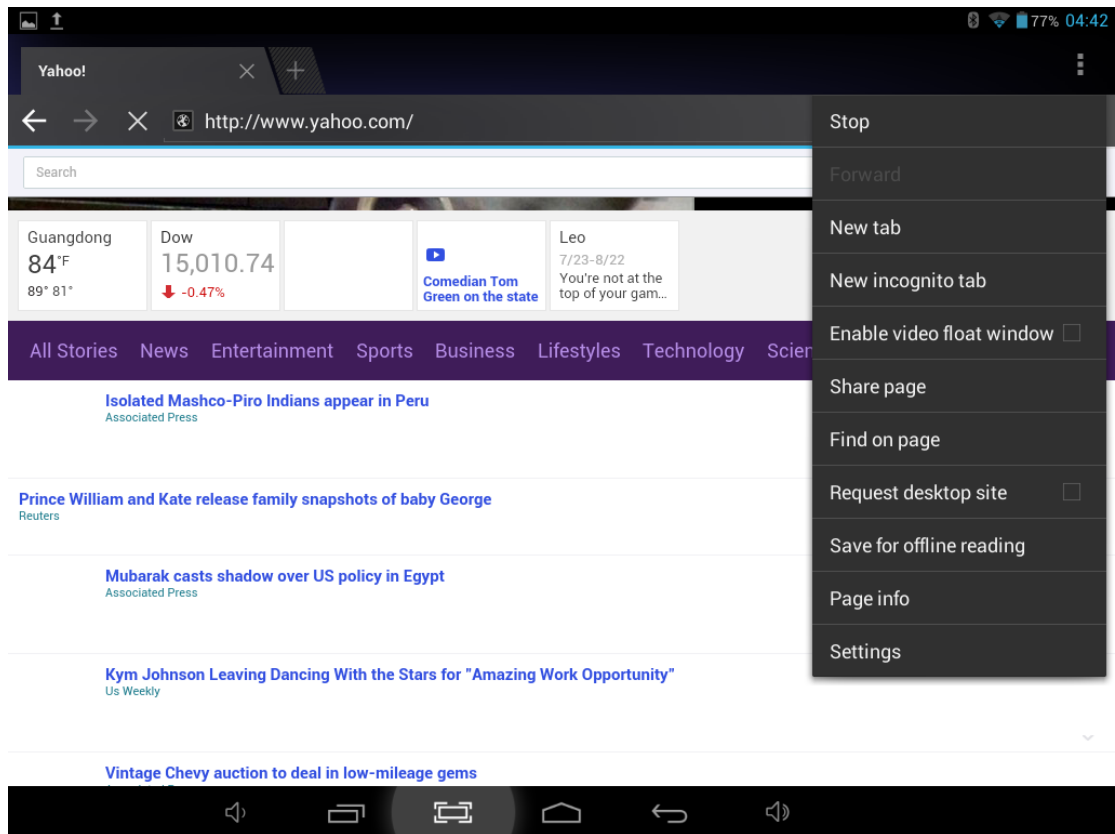 77% 04:42
Yahoo!
http://www.yahoo.com/
Search
Guangdong
84°F
89° 81°
Dow
15,010.74
-0.47%
Comedian Tom
Green on the state
Leo
7/23-8/22
You're not at the
top of your gam...
All Stories News Entertainment Sports Business Lifestyles Technology Scien
Isolated Mashco-Piro Indians appear in Peru
Associated Press
Prince William and Kate release family snapshots of baby George
Reuters
Mubarak casts shadow over US policy in Egypt
Associated Press
Kym Johnson Leaving Dancing With the Stars for "Amazing Work Opportunity"
Us Weekly
Vintage Chevy auction to deal in low-mileage gems
Stop
Forward
New tab
New incognito tab
Enable video float window
Share page
Find on page
Request desktop site
Save for offline reading
Page info
Settings